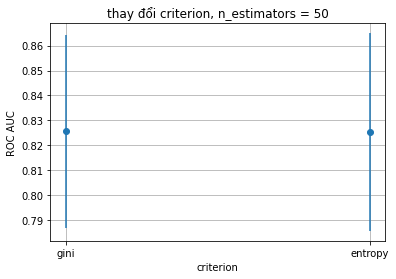 thay đổi criterion, n_estimators = 50
0.86
0.85
0.84
0.83
0.82
0.81
0.80
0.79
ROC AUC
gini entropy
criterion